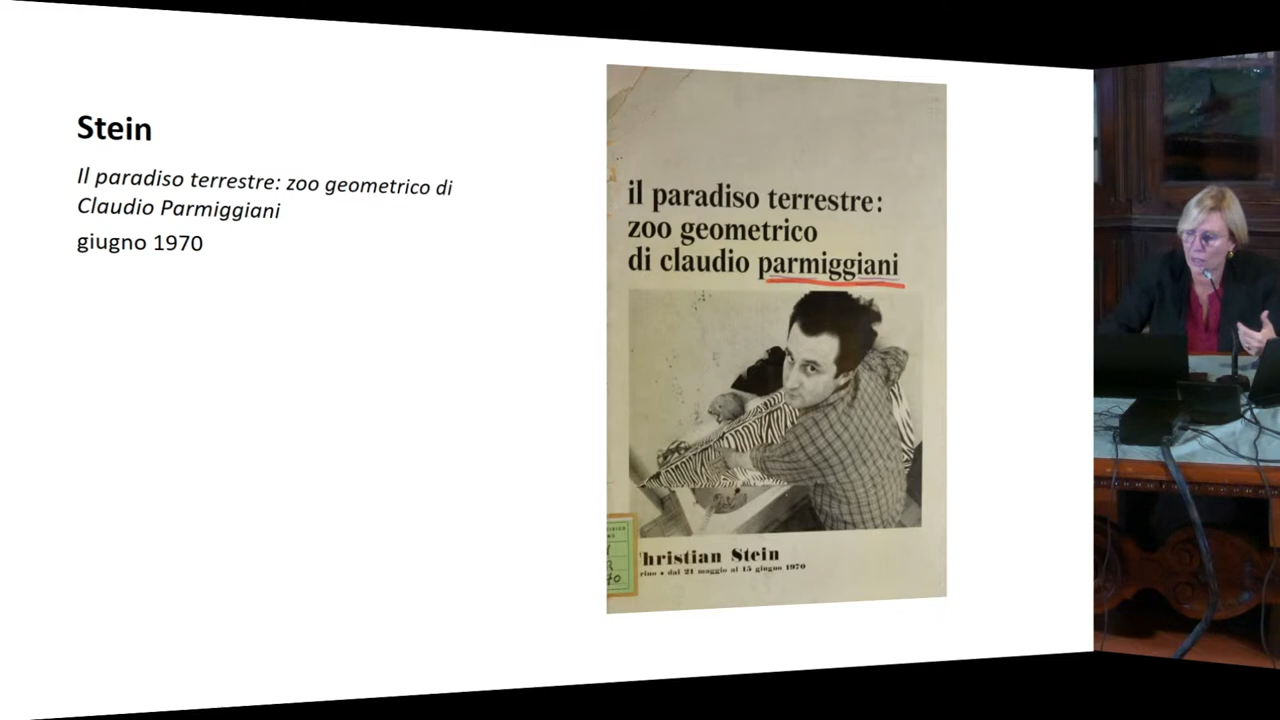 Stein
Il paradiso terrestre: zoo geometrico di
Claudio Parmiggiani
giugno 1970
il paradiso terrestre:
zoo geometrico
di claudio parmiggiani
hristian Stein
rino • dal 21 maggio al 15 giugno 1970
70